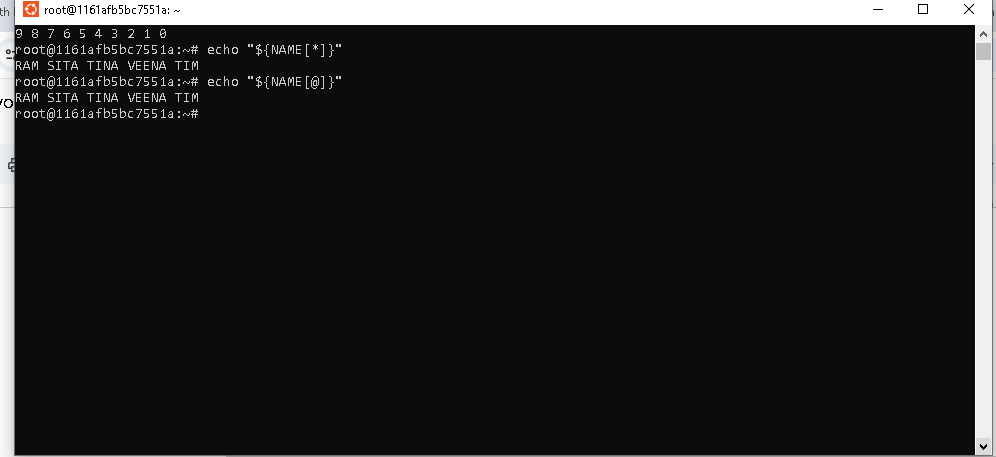 th
root@1161afb5bc7551a: ~
9 8 7 6 5 4 3 2 1 0
root@1161afb5bc7551a:~# echo "${NAME[*]}"
RAM SITA TINA VEENA TIM
root@1161afb5bc7551a:~# echo "${NAME[@]}"
RAM SITA TINA VEENA TIM
root@1161afb5bc7551a:~#